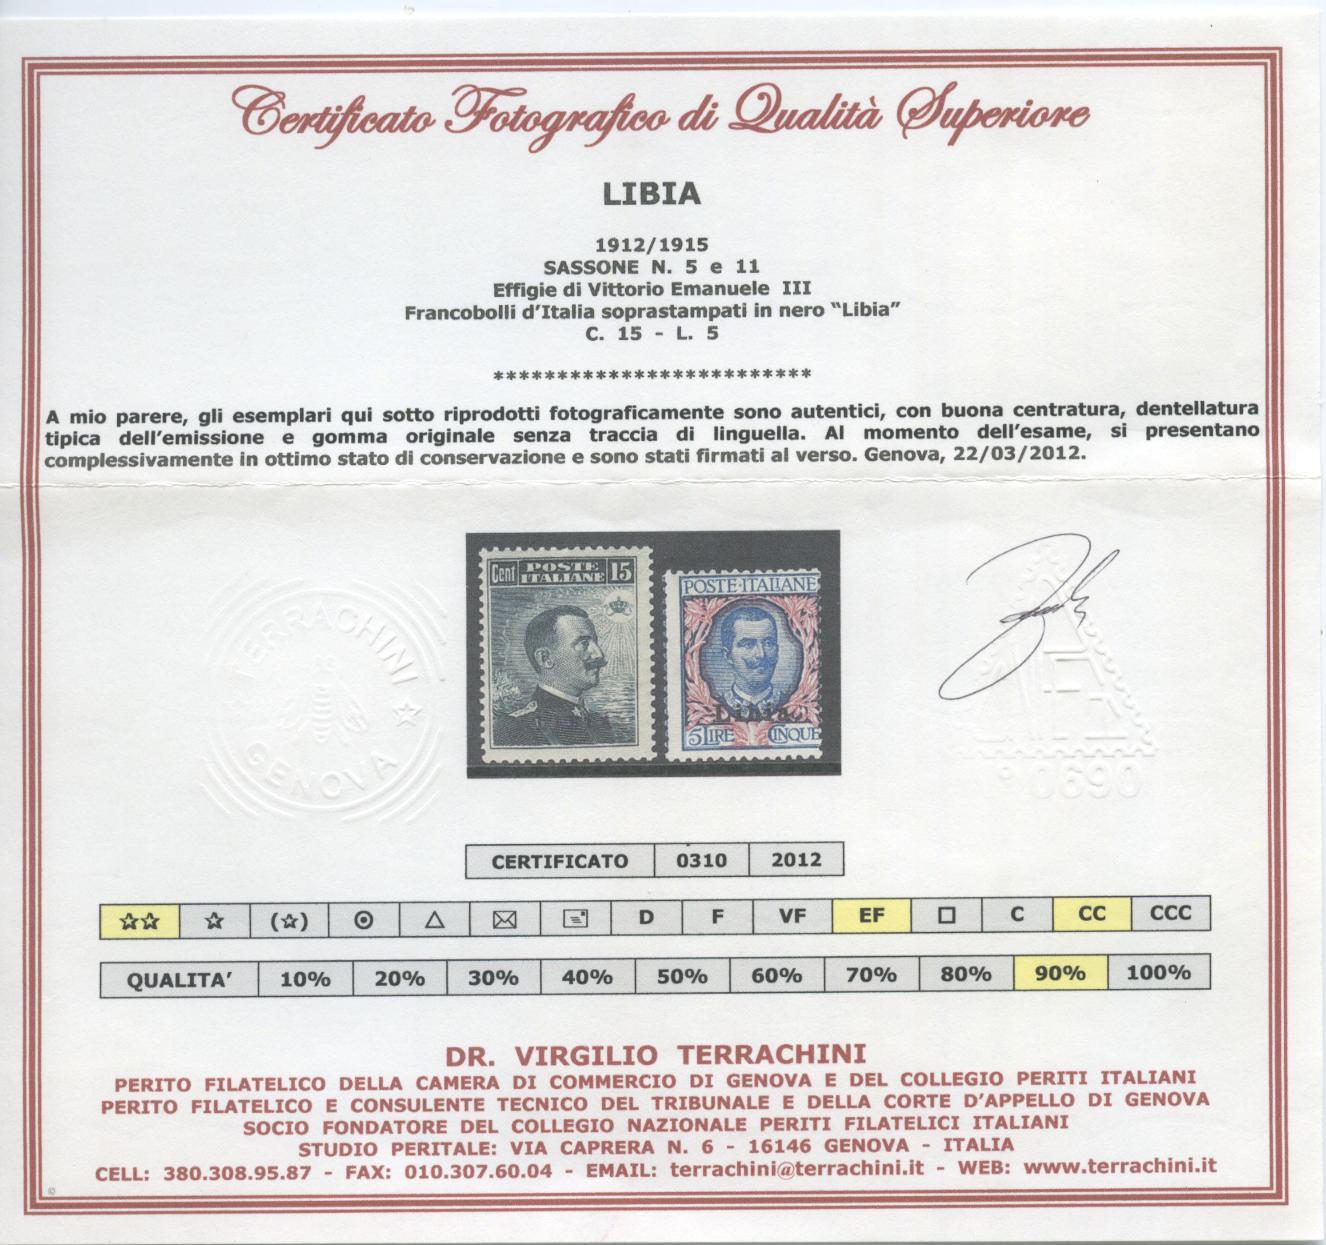 Certificato Fotografico di Qualità Superiore
LIBIA
1912/1915
SASSONE N. 5 e 11
Effigie di Vittorio Emanuele III
Francobolli d'Italia soprastampati in nero "Libia"
C. 15 - L. 5
*************************
A mio parere, gli esemplari qui sotto riprodotti fotograficamente sono autentici, con buona centratura, dentellatura
tipica dell'emissione e gomma originale senza traccia di linguella. Al momento dell'esame, si presentano
complessivamente in ottimo stato di conservazione e sono stati firmati al verso. Genova, 22/03/2012.
Cent POSTE ITALIANE 15
POSTE·ITALIANE
Libia
5 LIRE CINQUE
TERRACHINI
GENOVA
0690
CERTIFICATO 0310 2012
☆☆ ☆ (☆) D F VF EF C CC CCC
QUALITA' 10% 20% 30% 40% 50% 60% 70% 80% 90% 100%
DR. VIRGILIO TERRACHINI
PERITO FILATELICO DELLA CAMERA DI COMMERCIO DI GENOVA E DEL COLLEGIO PERITI ITALIANI
PERITO FILATELICO E CONSULENTE TECNICO DEL TRIBUNALE E DELLA CORTE D'APPELLO DI GENOVA
SOCIO FONDATORE DEL COLLEGIO NAZIONALE PERITI FILATELICI ITALIANI
STUDIO PERITALE: VIA CAPRERA N. 6 - 16146 GENOVA - ITALIA
CELL: 380.308.95.87 - FAX: 010.307.60.04 - EMAIL: terrachini@terrachini.it - WEB: www.terrachini.it
©